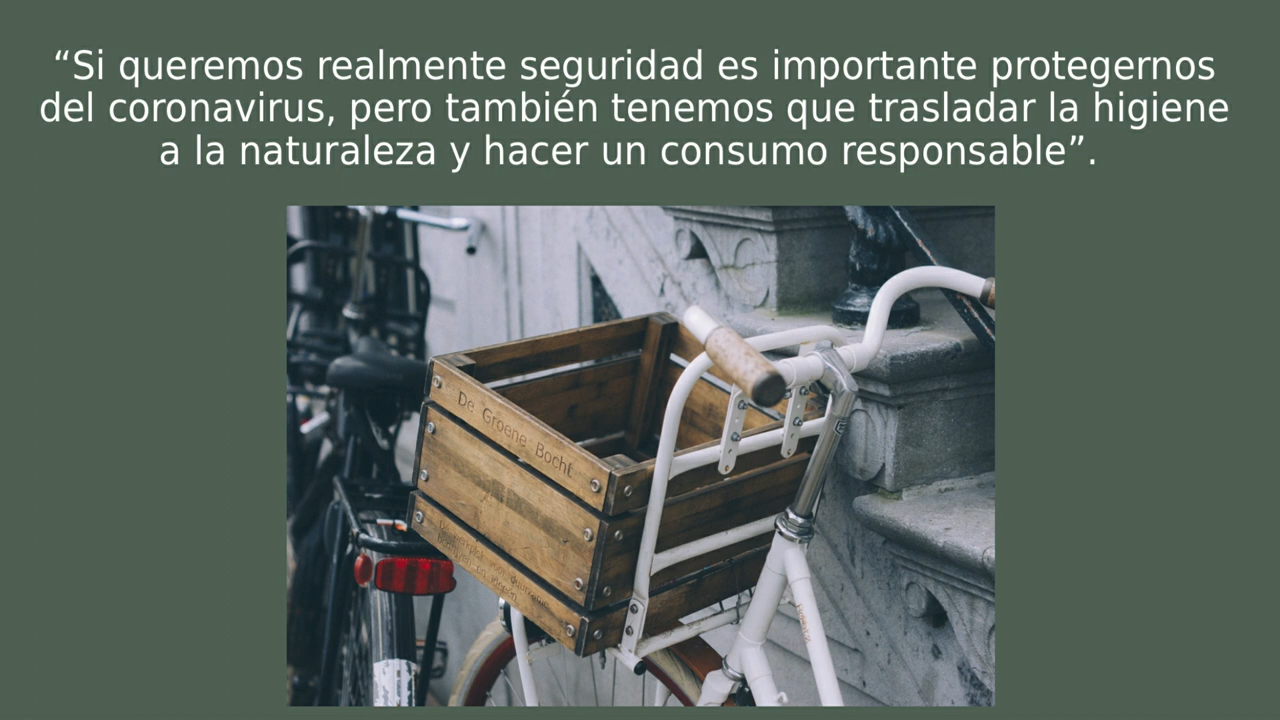 “Si queremos realmente seguridad es importante protegernos
del coronavirus, pero también tenemos que trasladar la higiene
a la naturaleza y hacer un consumo responsable”.
De Groene Bocht